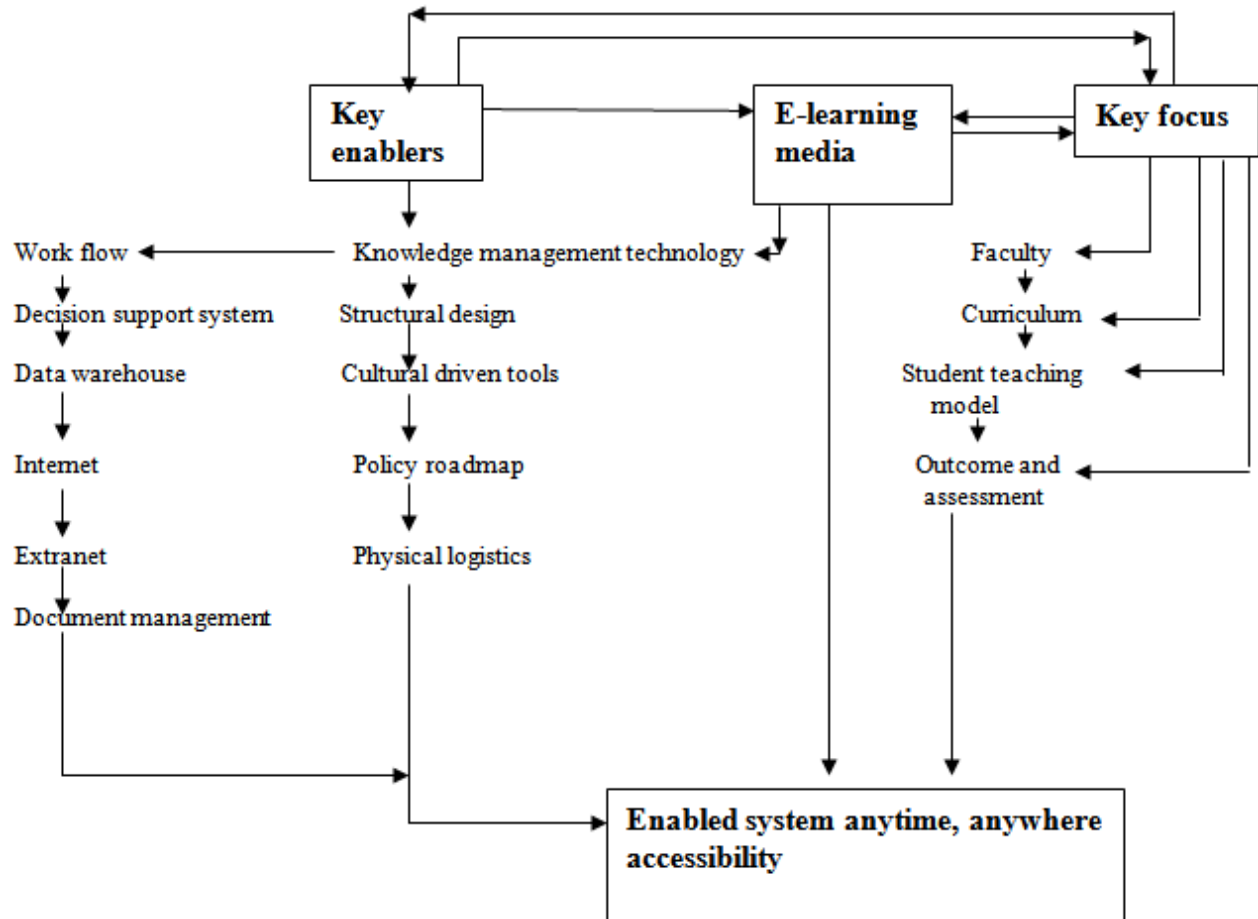 Key
enablers
E-learning
media
Key focus
Work flow
Knowledge management technology
Faculty
Decision support system
Structural design
Curriculum
Data warehouse
Cultural driven tools
Student teaching
model
Internet
Policy roadmap
Outcome and
assessment
Extranet
Physical logistics
Document management
Enabled system anytime, anywhere
accessibility